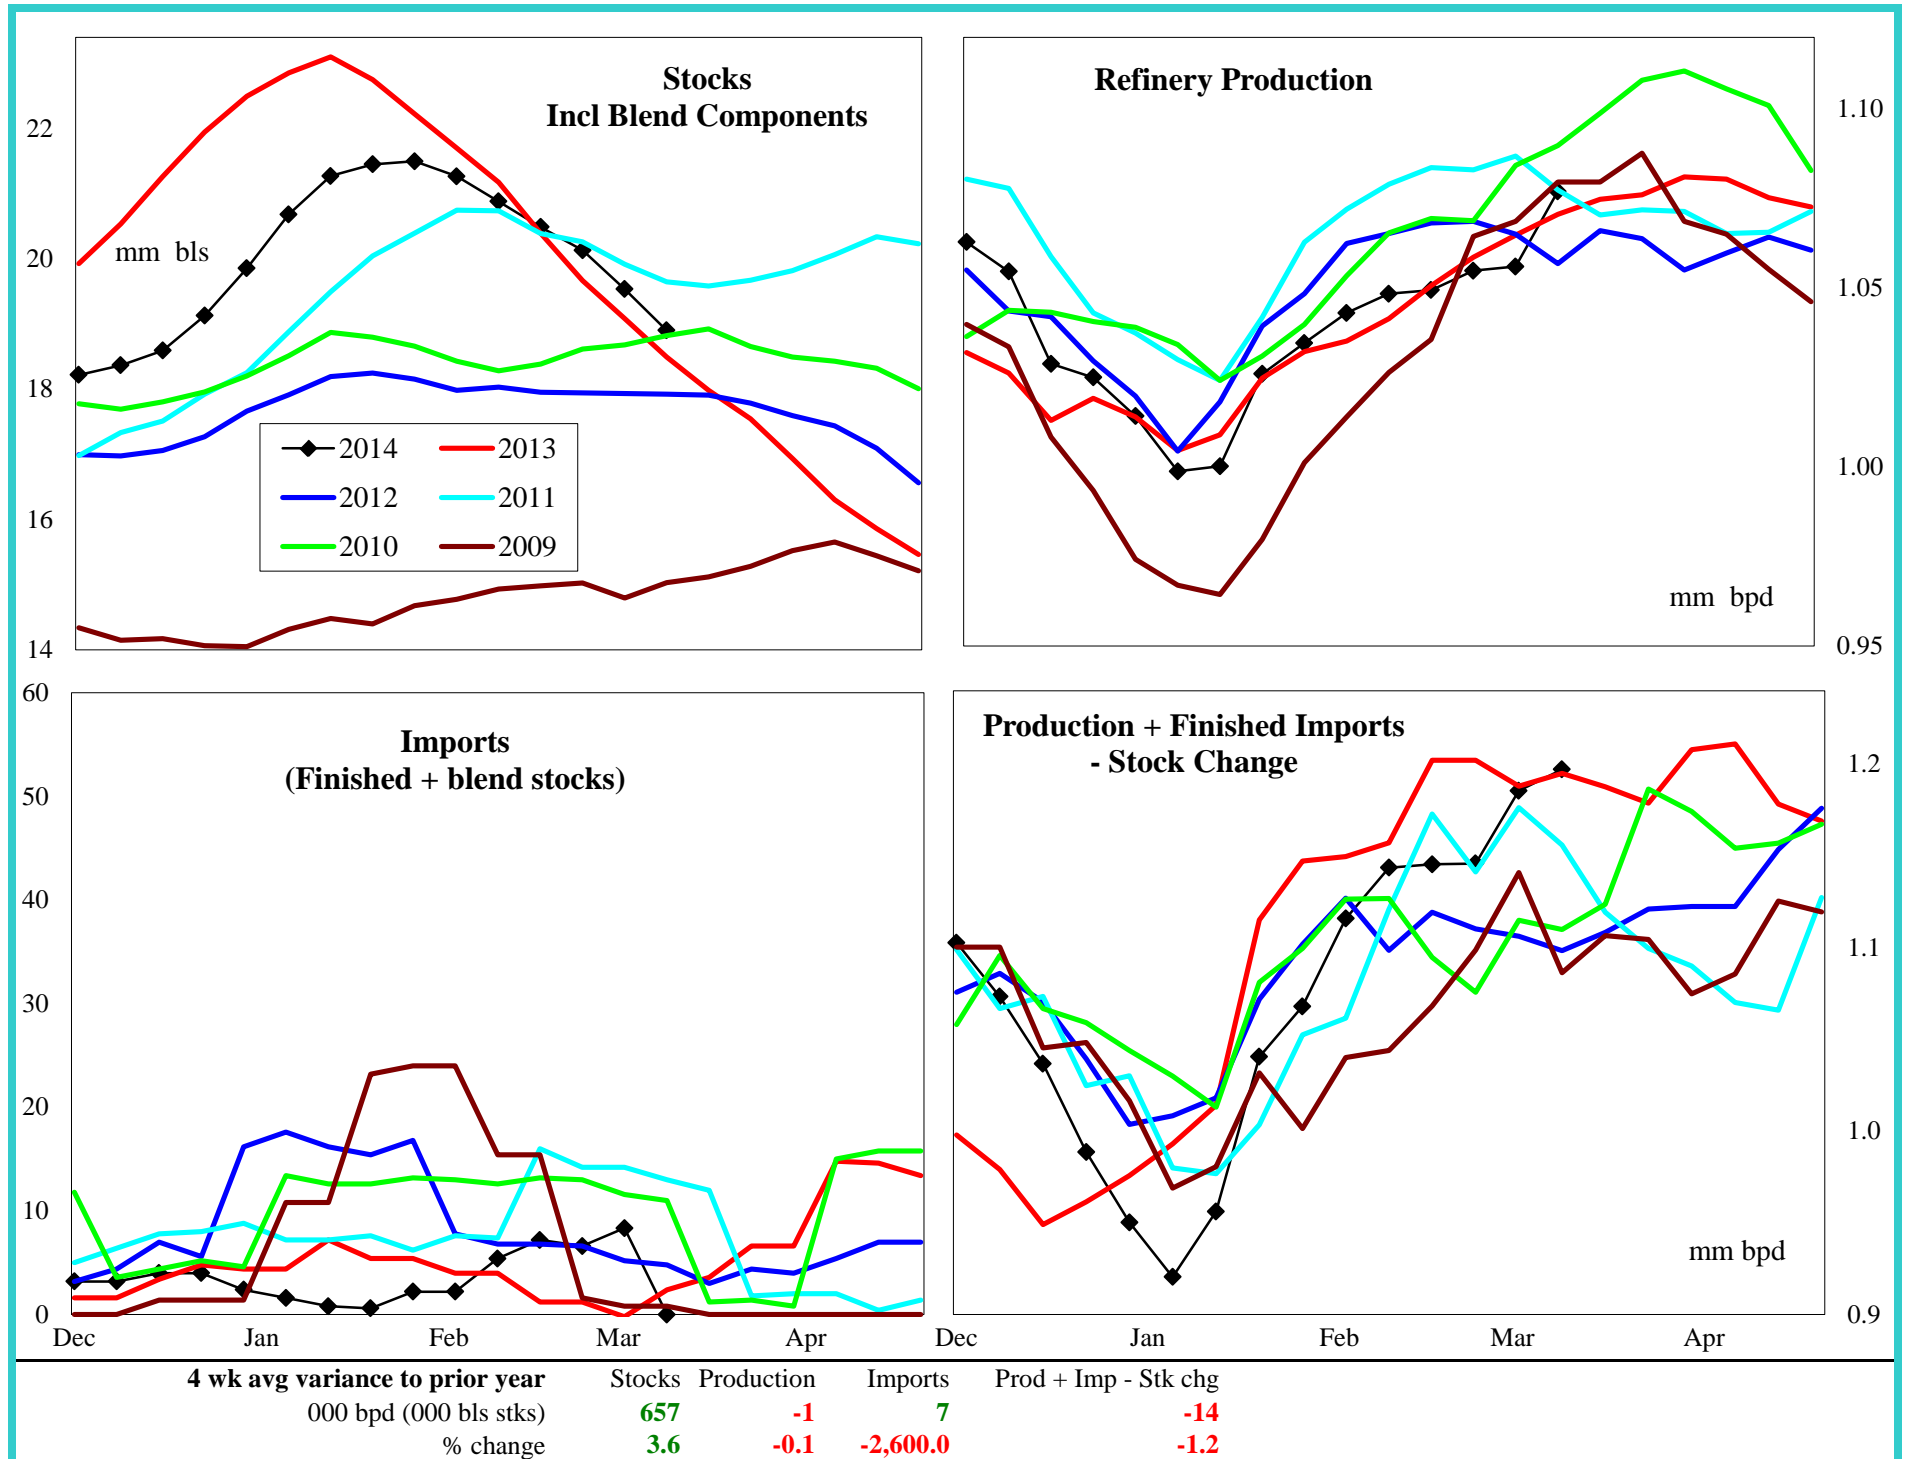 Stocks
Incl Blend Components
22
20
18
16
14
mm bls
2014 2013
2012 2011
2010 2009
Refinery Production
1.10
1.05
1.00
0.95
mm bpd
Imports
(Finished + blend stocks)
60
50
40
30
20
10
0
Dec Jan Feb Mar Apr
Production + Finished Imports
- Stock Change
1.2
1.1
1.0
0.9
mm bpd
Dec Jan Feb Mar Apr
4 wk avg variance to prior year Stocks Production Imports Prod + Imp - Stk chg
000 bpd (000 bls stks) 657 -1 7 -14
% change 3.6 -0.1 -2,600.0 -1.2